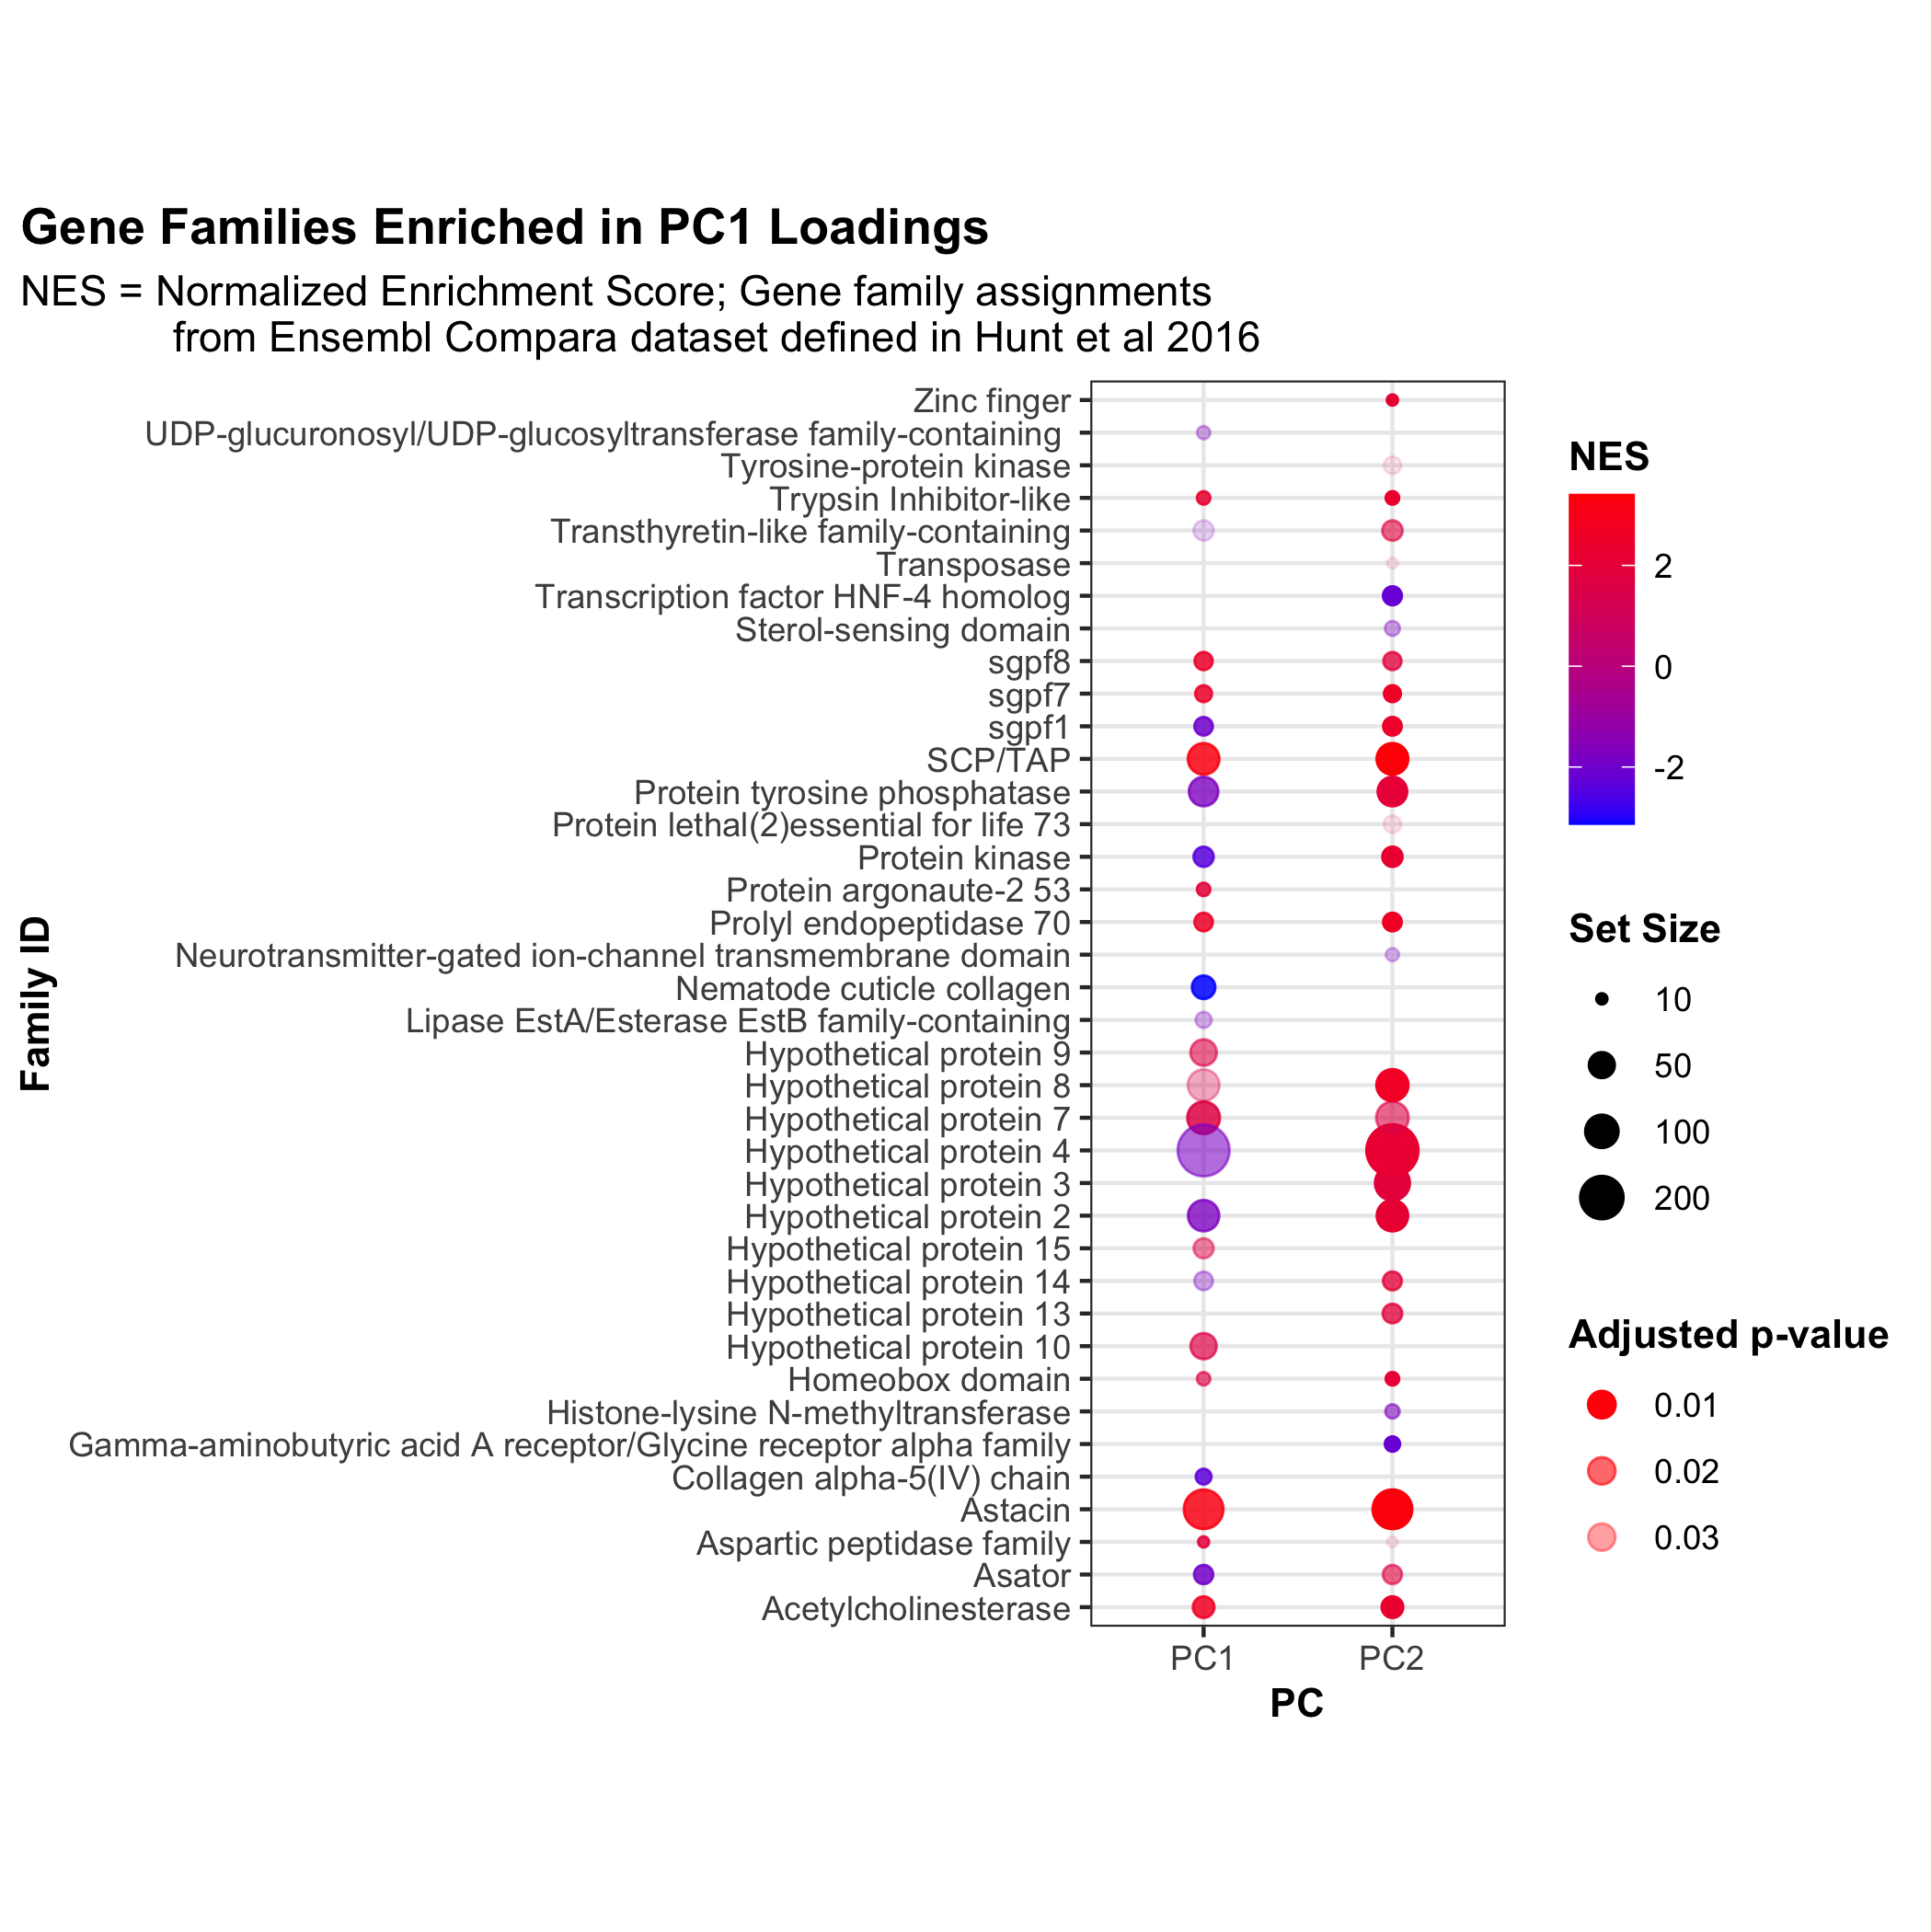 Gene Families Enriched in PC1 Loadings
NES = Normalized Enrichment Score; Gene family assignments
from Ensembl Compara dataset defined in Hunt et al 2016
Family ID
Zinc finger
UDP-glucuronosyl/UDP-glucosyltransferase family-containing
Tyrosine-protein kinase
Trypsin Inhibitor-like
Transthyretin-like family-containing
Transposase
Transcription factor HNF-4 homolog
Sterol-sensing domain
sgpf8
sgpf7
sgpf1
SCP/TAP
Protein tyrosine phosphatase
Protein lethal(2)essential for life 73
Protein kinase
Protein argonaute-2 53
Prolyl endopeptidase 70
Neurotransmitter-gated ion-channel transmembrane domain
Nematode cuticle collagen
Lipase EstA/Esterase EstB family-containing
Hypothetical protein 9
Hypothetical protein 8
Hypothetical protein 7
Hypothetical protein 4
Hypothetical protein 3
Hypothetical protein 2
Hypothetical protein 15
Hypothetical protein 14
Hypothetical protein 13
Hypothetical protein 10
Homeobox domain
Histone-lysine N-methyltransferase
Gamma-aminobutyric acid A receptor/Glycine receptor alpha family
Collagen alpha-5(IV) chain
Astacin
Aspartic peptidase family
Asator
Acetylcholinesterase
PC1 PC2
PC
NES
2
0
-2
Set Size
10
50
100
200
Adjusted p-value
0.01
0.02
0.03